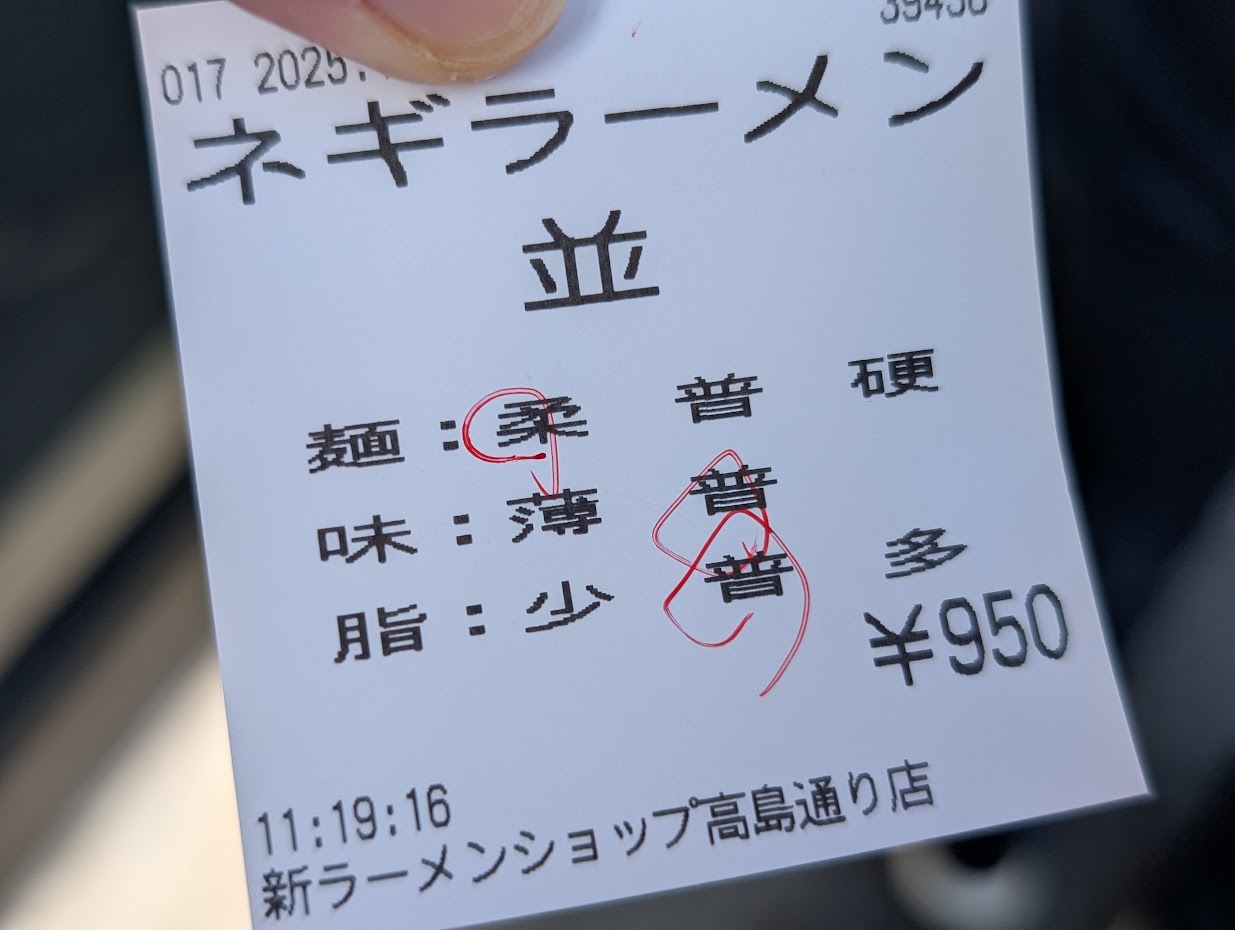 017 2025.
ネギラーメン
並
麺:柔 普 硬
味:薄 普
脂:少 普 多
¥950
11:19:16
新ラーメンショップ高島通り店